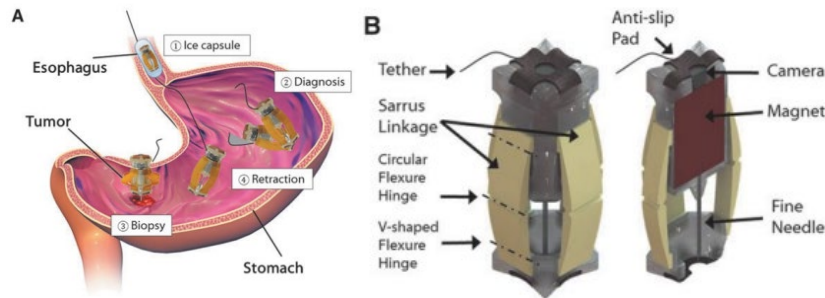 A
① Ice capsule
Esophagus
② Diagnosis
Tumor
④ Retraction
③ Biopsy
Stomach
B
Anti-slip
Pad
Tether
Camera
Sarrus
Linkage
Magnet
Circular
Flexure
Hinge
V-shaped
Flexure
Hinge
Fine
Needle